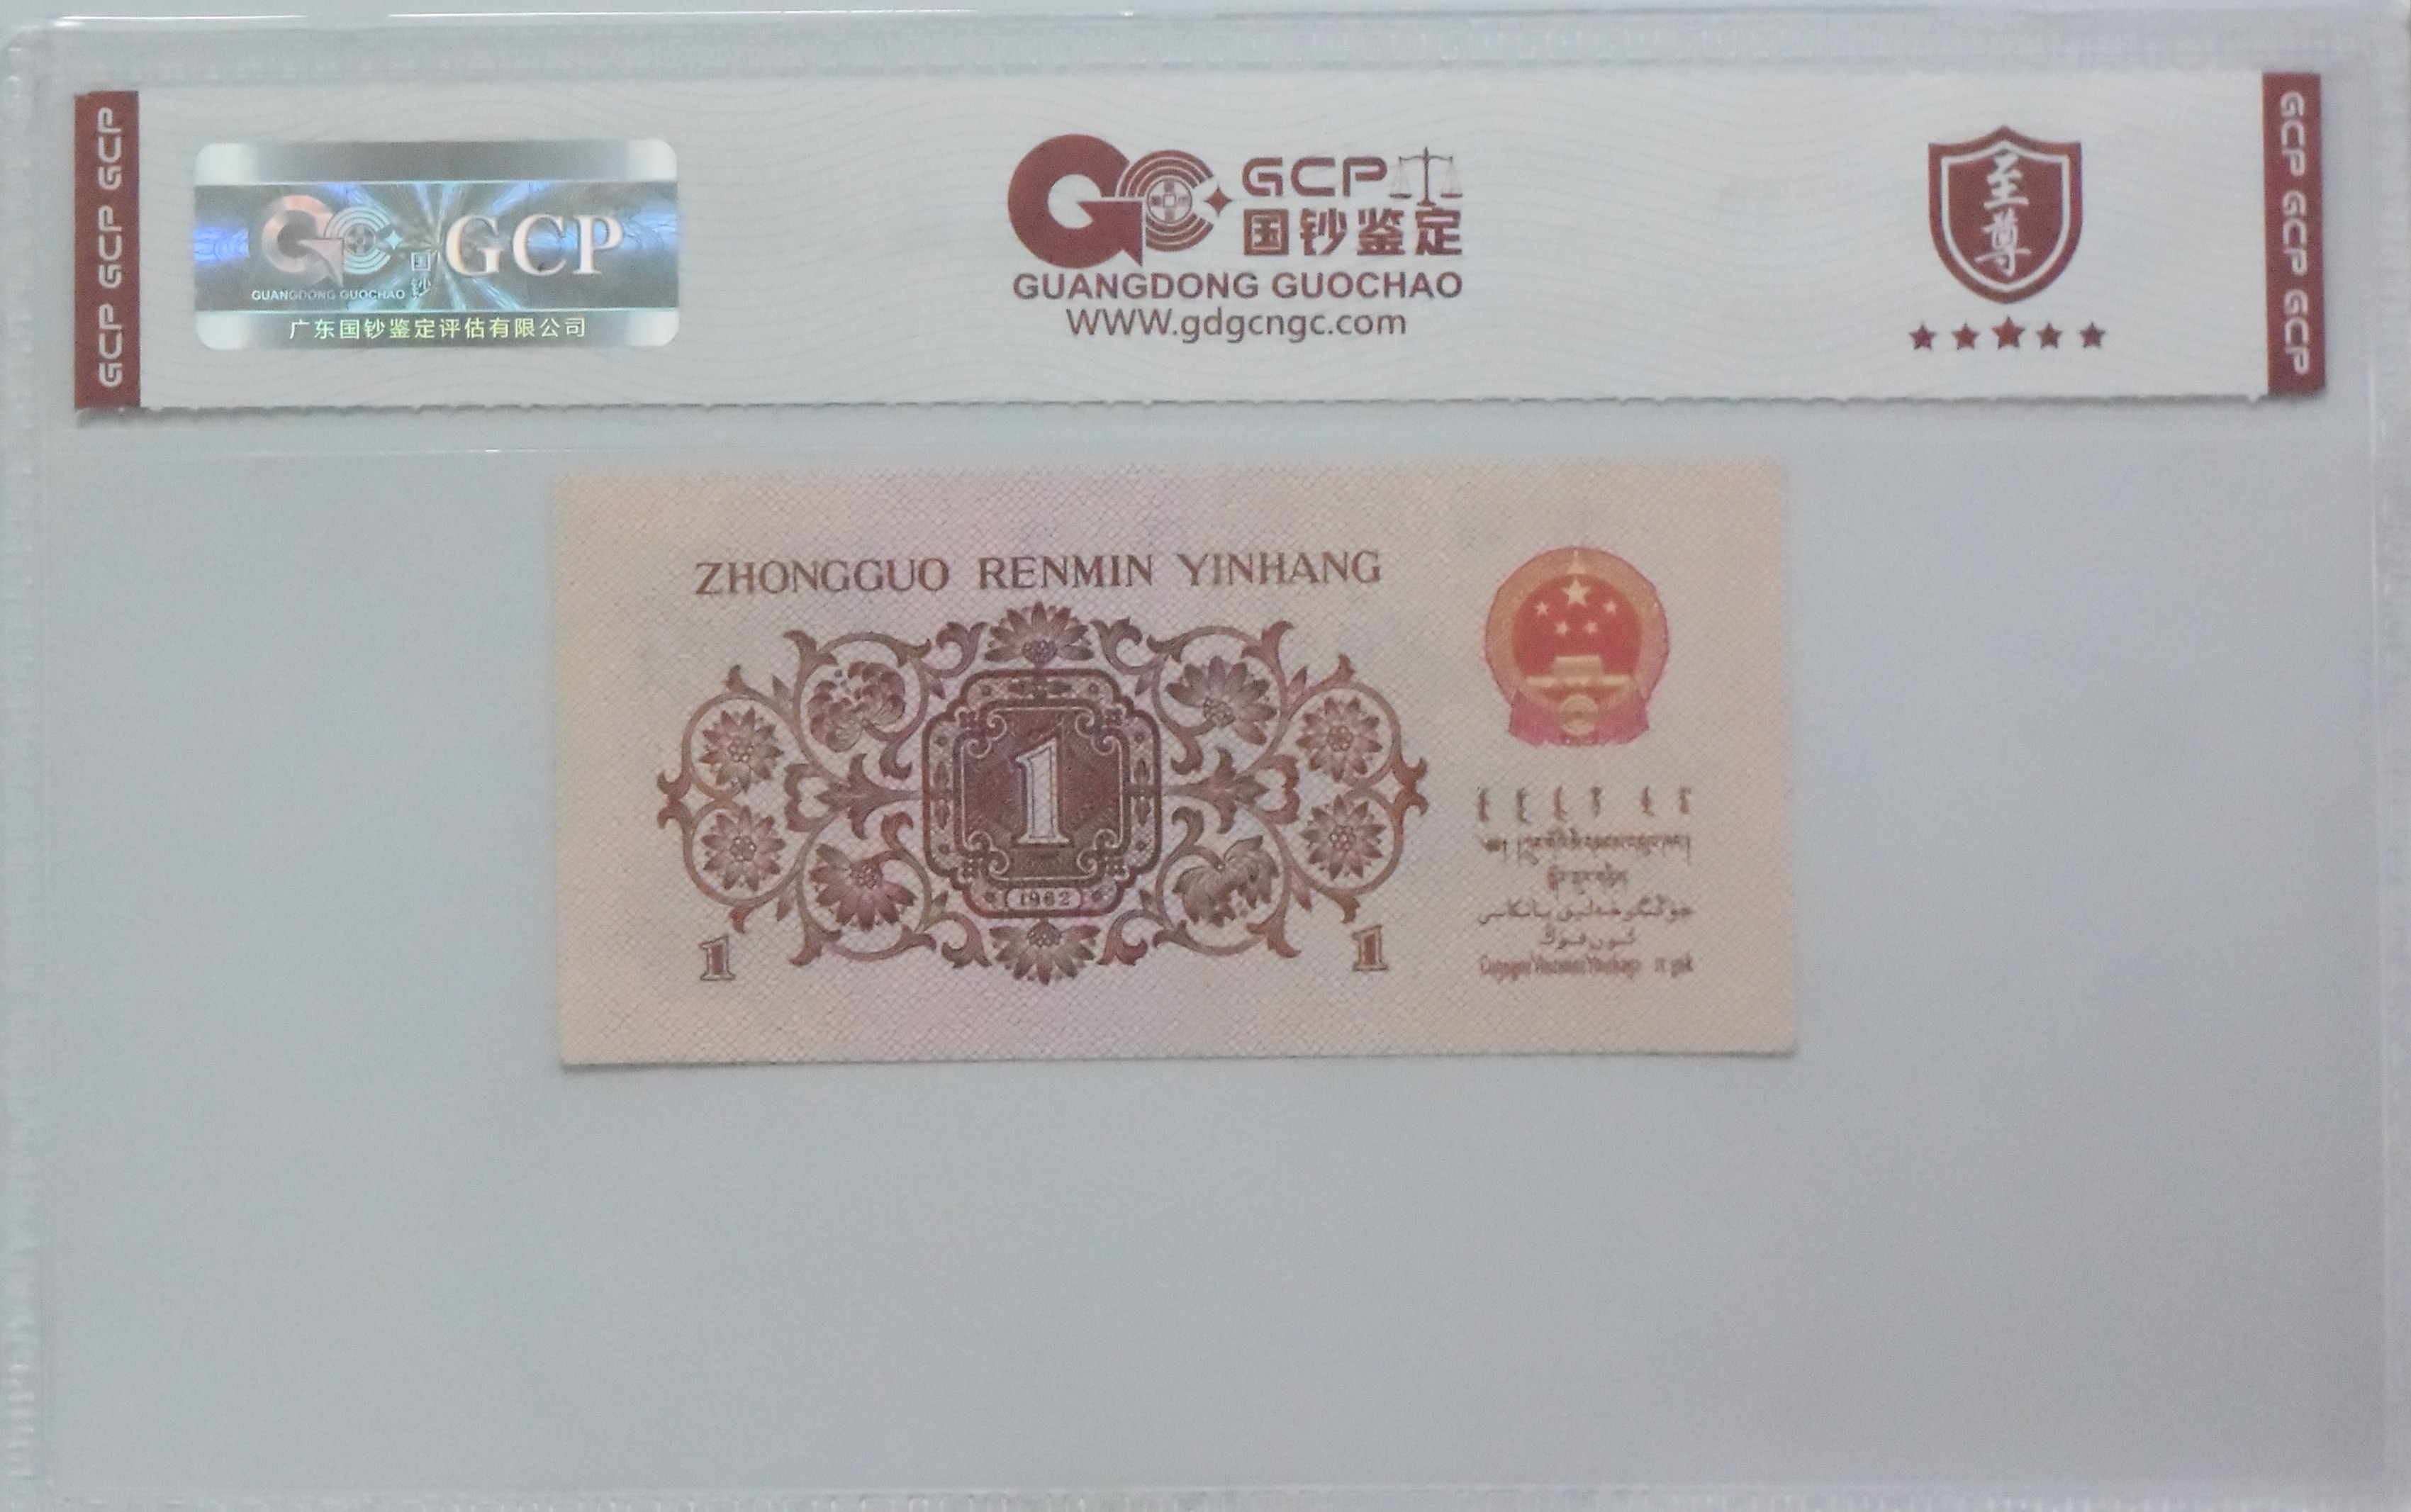 GCP GCP GCP
GCP
国钞
GUANGDONG GUOCHAO
广东国钞鉴定评估有限公司
GCP
国钞鉴定
GUANGDONG GUOCHAO
WWW.gdgcngc.com
至尊
GCP GCP GCP
ZHONGGUO RENMIN YINHANG
1
1962
1
1